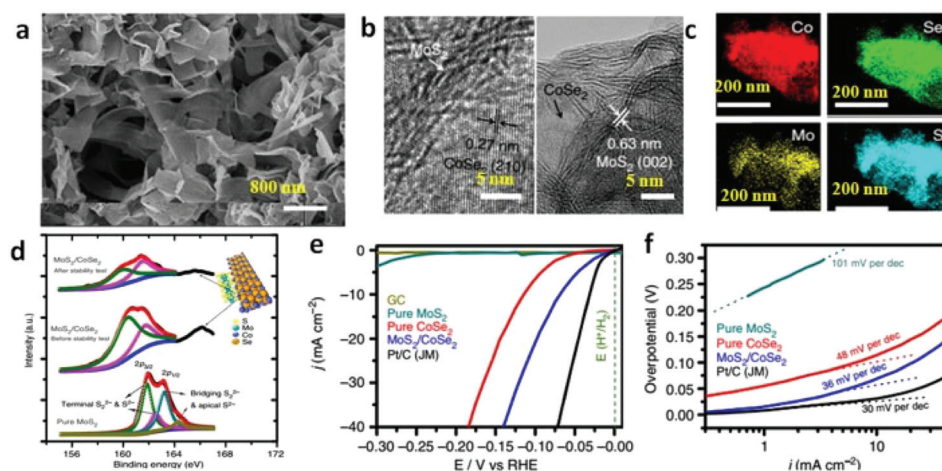 a
800 nm
b
MoS₂
0.27 nm
CoSe₂ (210)
5 nm
CoSe₂
0.63 nm
MoS₂ (002)
5 nm
c
Co
200 nm
Se
200 nm
Mo
200 nm
S
200 nm
d
MoS₂/CoSe₂
After stability test
S
Mo
Co
Se
MoS₂/CoSe₂
Before stability test
2p₃/₂
2p₁/₂
Terminal S₂²⁻ & S²⁻
Bridging S₂²⁻
& apical S²⁻
Pure MoS₂
Intensity (a.u.)
156 160 164 168 172
Binding energy (eV)
e
0
−10
−20
−30
−40
j (mA cm⁻²)
GC
Pure MoS₂
Pure CoSe₂
MoS₂/CoSe₂
Pt/C (JM)
E (H⁺/H₂)
−0.30 −0.25 −0.20 −0.15 −0.10 −0.05 −0.00
E / V vs RHE
f
Overpotential (V)
0.30
0.25
0.20
0.15
0.10
0.05
0.00
101 mV per dec
Pure MoS₂
Pure CoSe₂
MoS₂/CoSe₂
Pt/C (JM)
48 mV per dec
36 mV per dec
30 mV per dec
1 10
j (mA cm⁻²)